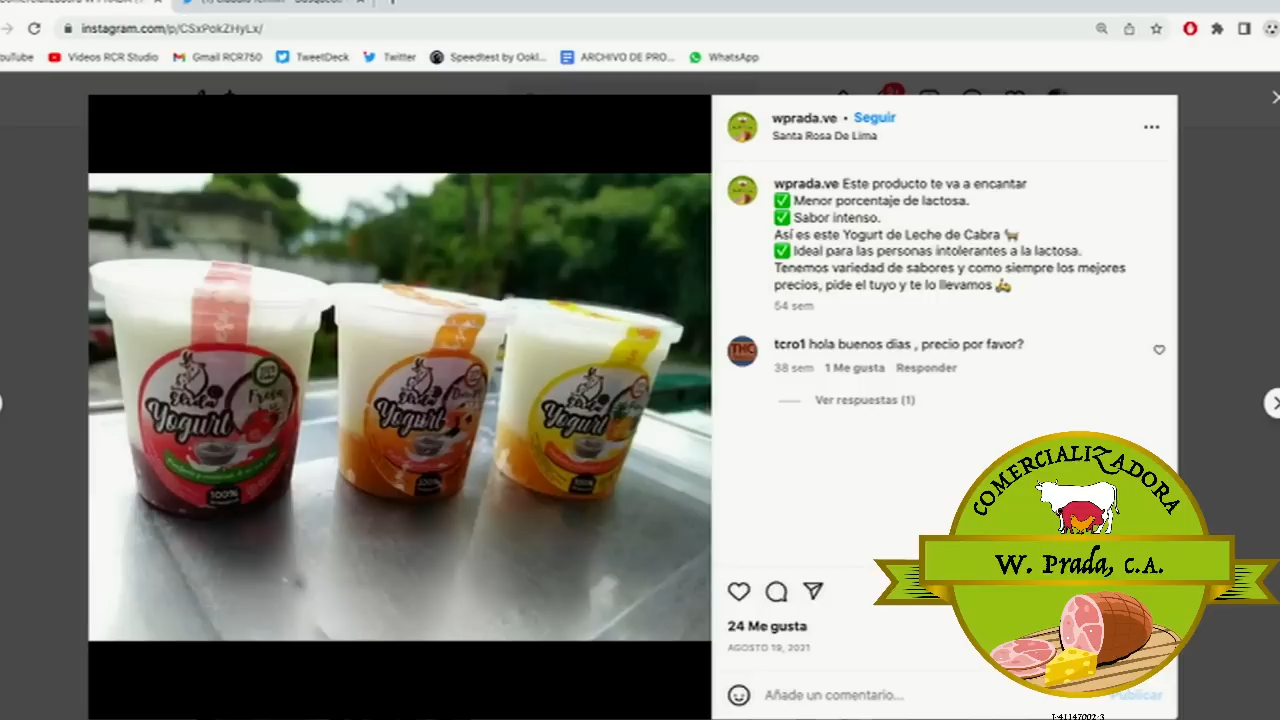 instagram.com/p/CSxPokZHyLx/
YouTube
Videos RCR Studio
Gmail RCR750
TweetDeck
Twitter
Speedtest by Ookl...
ARCHIVO DE PRO...
WhatsApp
wprada.ve • Seguir
Santa Rosa De Lima
wprada.ve Este producto te va a encantar
✅ Menor porcentaje de lactosa.
✅ Sabor intenso.
Así es este Yogurt de Leche de Cabra 🐐
✅ Ideal para las personas intolerantes a la lactosa.
Tenemos variedad de sabores y como siempre los mejores
precios, pide el tuyo y te lo llevamos 🛵
54 sem
tcro1 hola buenos dias , precio por favor?
38 sem 1 Me gusta Responder
Ver respuestas (1)
24 Me gusta
AGOSTO 19, 2021
Añade un comentario...
Publicar
Yogurt
Fresa
100%
Yogurt
100%
Yogurt
COMERCIALIZADORA
W. Prada, C.A.
J-41147002-3